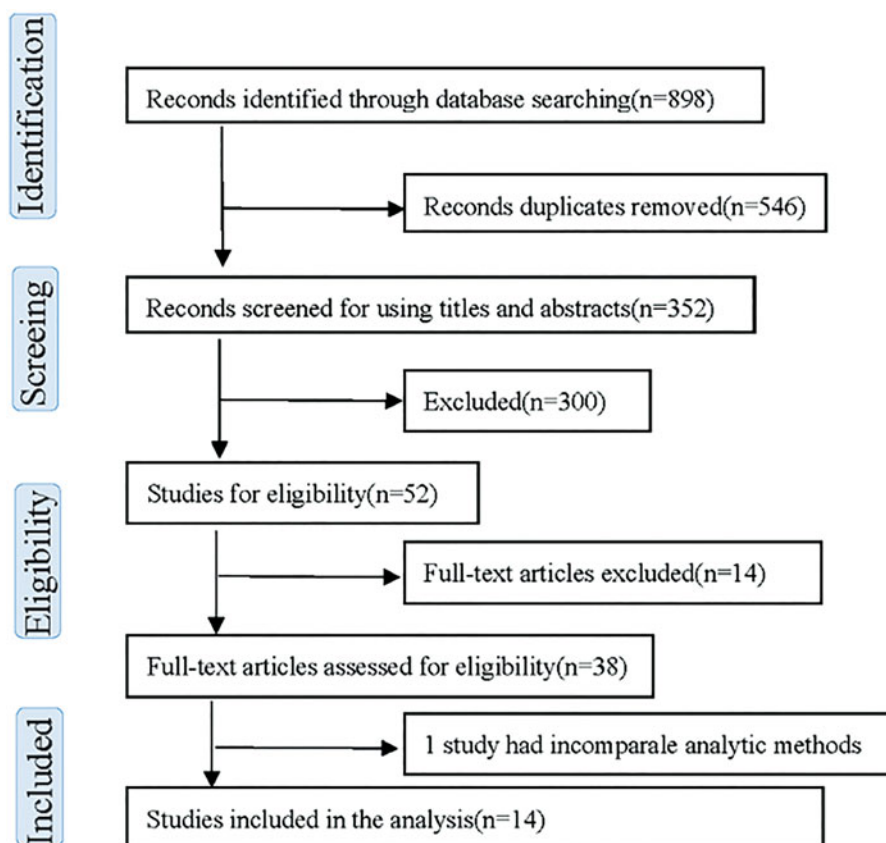 Identification
Reconds identified through database searching(n=898)
Reconds duplicates removed(n=546)
Screeing
Reconds screened for using titles and abstracts(n=352)
Excluded(n=300)
Eligibility
Studies for eligibility(n=52)
Full-text articles excluded(n=14)
Full-text articles assessed for eligibility(n=38)
Included
1 study had incomparale analytic methods
Studies included in the analysis(n=14)